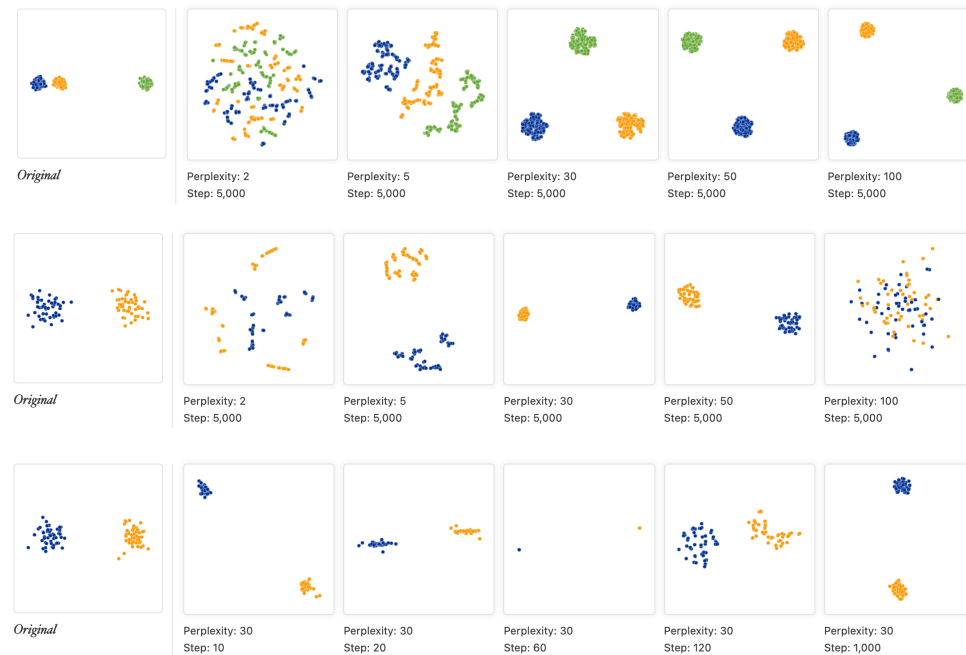 Original
Perplexity: 2
Step: 5,000
Perplexity: 5
Step: 5,000
Perplexity: 30
Step: 5,000
Perplexity: 50
Step: 5,000
Perplexity: 100
Step: 5,000
Original
Perplexity: 2
Step: 5,000
Perplexity: 5
Step: 5,000
Perplexity: 30
Step: 5,000
Perplexity: 50
Step: 5,000
Perplexity: 100
Step: 5,000
Original
Perplexity: 30
Step: 10
Perplexity: 30
Step: 20
Perplexity: 30
Step: 60
Perplexity: 30
Step: 120
Perplexity: 30
Step: 1,000